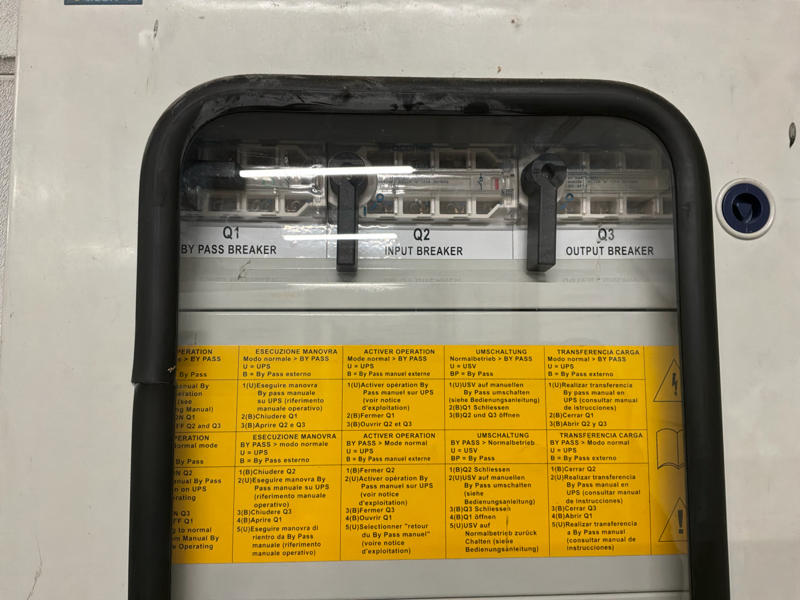 Q1
BY PASS BREAKER
Q2
INPUT BREAKER
Q3
OUTPUT BREAKER
> BY PASS
By Pass
By
(see
Manual)
Q1
Q2 and Q3
ESECUZIONE MANOVRA
Modo normale > BY PASS
U = UPS
B = By Pass esterno
1(U)Eseguire manovra
By pass manuale
su UPS (riferimento
manuale operativo)
2(B)Chiudere Q1
3(B)Aprire Q2 e Q3
ACTIVER OPERATION
Mode normal > BY PASS
U = UPS
B = By Pass manuel externe
1(U)Activer opération By
Pass manuel sur UPS
(voir notice
d'exploitation)
2(B)Fermer Q1
3(B)Ouvrir Q2 et Q3
UMSCHALTUNG
Normalbetrieb> BY PASS
U = USV
BP = By Pass
1(U)USV auf manuellen
By Pass umschalten
(siehe Bedienungsanleitung)
2(B)Q1 Schliessen
3(B)Q2 und Q3 öffnen
TRANSFERENCIA CARGA
Modo normal > BY PASS
U = UPS
B = By Pass externo
1(U)Realizar transferencia
By Pass manual en
UPS (consultar manual
de istrucciones)
2(B)Cerrar Q1
3(B)Abrir Q2 y Q3
normal mode
By Pass
Q2
By
on UPS
Q3
Q1
to normal
from Manual By
Operating
ESECUZIONE MANOVRA
BY PASS > modo normale
U = UPS
B = By Pass esterno
1(B)Chiudere Q2
2(U)Eseguire manovra By
Pass manuale su UPS
(riferimento manuale
operativo)
3(B)Chiudere Q3
4(B)Aprire Q1
5(U)Eseguire manovra di
rientro da By Pass
manuale (riferimento
manuale operativo)
ACTIVER OPERATION
BY PASS > Mode normal
U = UPS
B = By Pass manuel externe
1(B)Fermer Q2
2(U)Activer opération By
Pass manuel sur UPS
(voir notice
d'exploitation)
3(B)Fermer Q3
4(B)Ouvrir Q1
5(U)Selectionner "retour
du By Pass manuel"
(voire notice
d'exploitation)
UMSCHALTUNG
BY PASS > Normalbetrieb
U = USV
BP = By Pass
1(B)Q2 Schliessen
2(U)USV auf manuellen
By Pass umschalten
(siehe
Bedienungsanleitung)
3(B)Q3 Schliessen
4(B)Q1 öffnen
5(U)USV auf
Normalbetrieb zurück
Chalten (siehe
Bedienungsanleitung)
TRANSFERENCIA CARGA
BY PASS > Modo normal
U = UPS
B = By Pass externo
1(B)Cerrar Q2
2(U)Realizar transferencia
By Pass manual en
UPS (consultar manual
de instrucciones)
3(B)Cerrar Q3
4(B)Abrir Q1
5(U)Realizar transferencia
a By Pass manual
(consultar manual de
instrucciones)